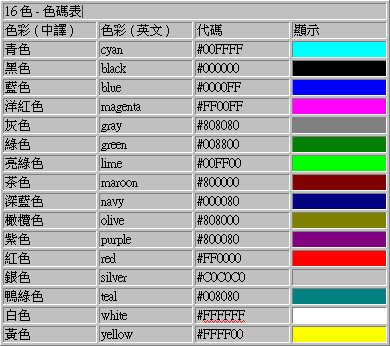 16 色 - 色碼表
色彩 (中譯) 色彩 (英文) 代碼 顯示
青色 cyan #00FFFF
黑色 black #000000
藍色 blue #0000FF
洋紅色 magenta #FF00FF
灰色 gray #808080
綠色 green #008800
亮綠色 lime #00FF00
茶色 maroon #800000
深藍色 navy #000080
橄欖色 olive #808000
紫色 purple #800080
紅色 red #FF0000
銀色 silver #C0C0C0
鴨綠色 teal #008080
白色 white #FFFFFF
黃色 yellow #FFFF00